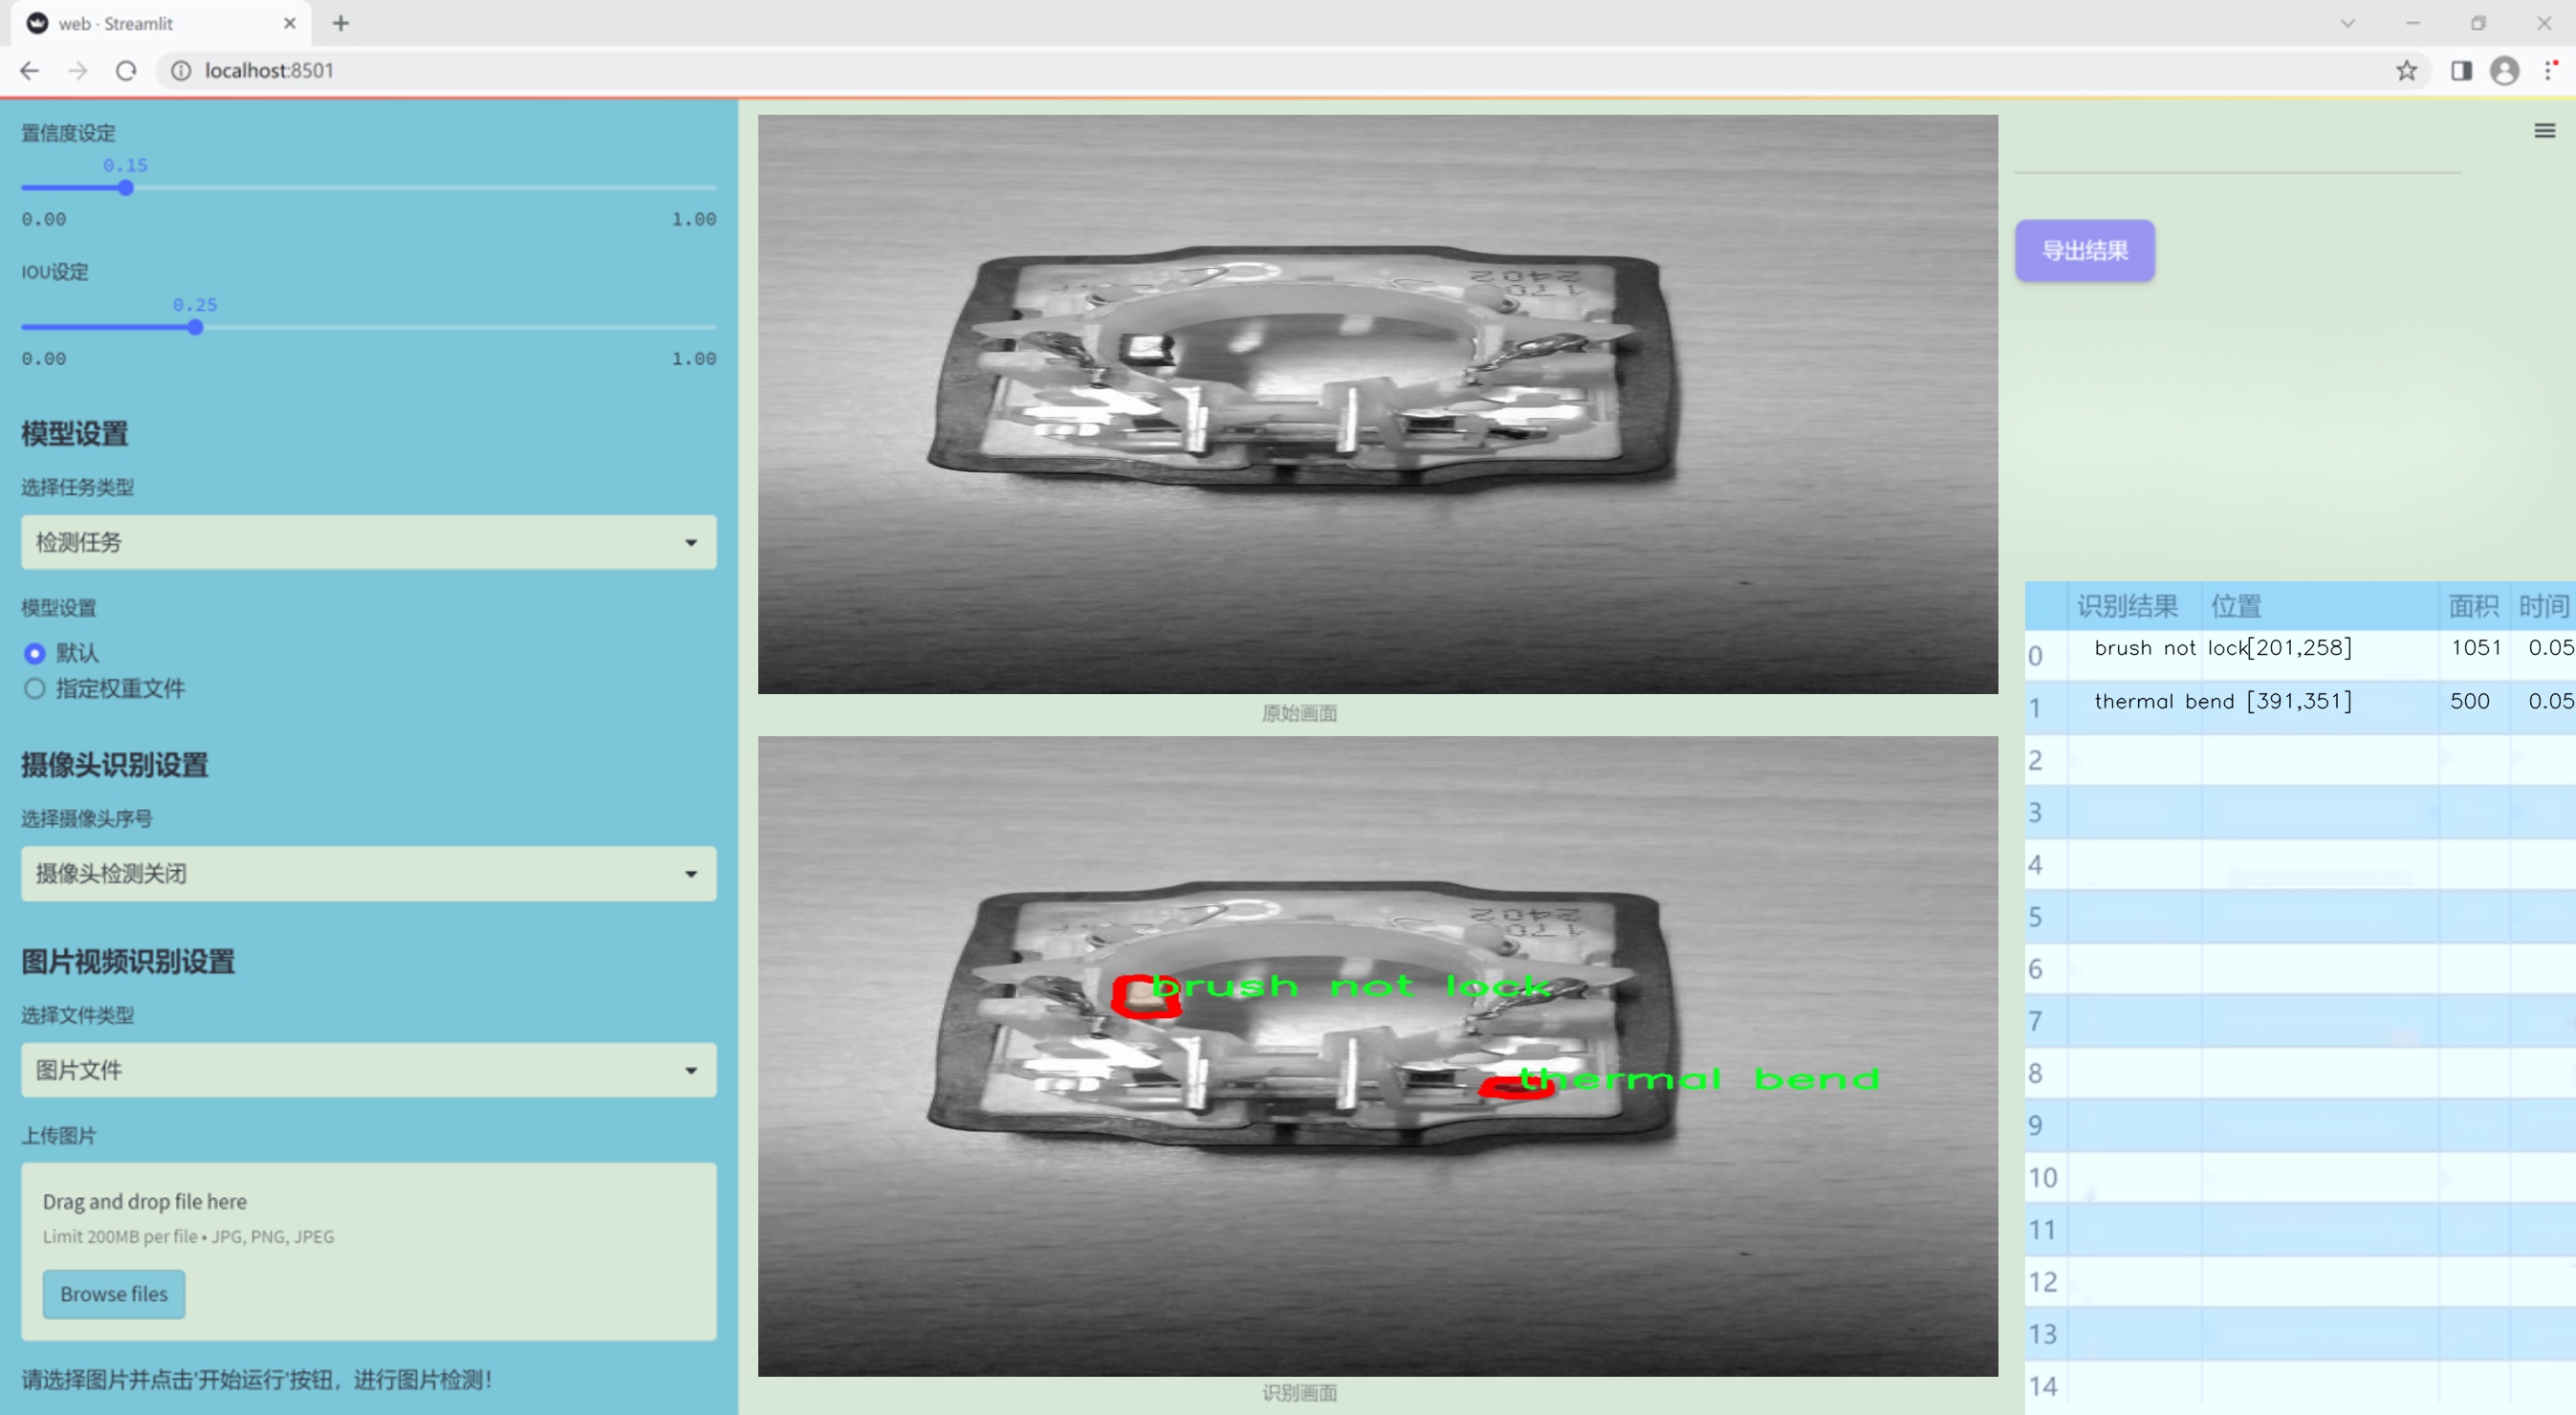 web · Streamlit
localhost:8501
置信度设定
0.15
0.00 1.00
IOU设定
0.25
0.00 1.00
模型设置
选择任务类型
检测任务
模型设置
默认
指定权重文件
摄像头识别设置
选择摄像头序号
摄像头检测关闭
图片视频识别设置
选择文件类型
图片文件
上传图片
Drag and drop file here
Limit 200MB per file • JPG, PNG, JPEG
Browse files
请选择图片并点击'开始运行'按钮，进行图片检测！
原始画面
brush not lock
thermal bend
识别画面
导出结果
识别结果 位置 面积 时间
0 brush not lock[201,258] 1051 0.05
1 thermal bend [391,351] 500 0.05
2
3
4
5
6
7
8
9
10
11
12
13
14